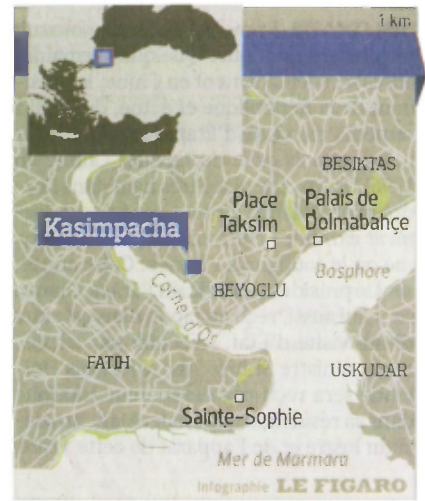 1 km
BESIKTAS
Place
Taksim
Palais de
Dolmabahçe
Kasimpacha
Bosphore
Corne d'Or
BEYOGLU
FATIH
USKUDAR
Sainte-Sophie
Mer de Marmara
Infographie LE FIGARO